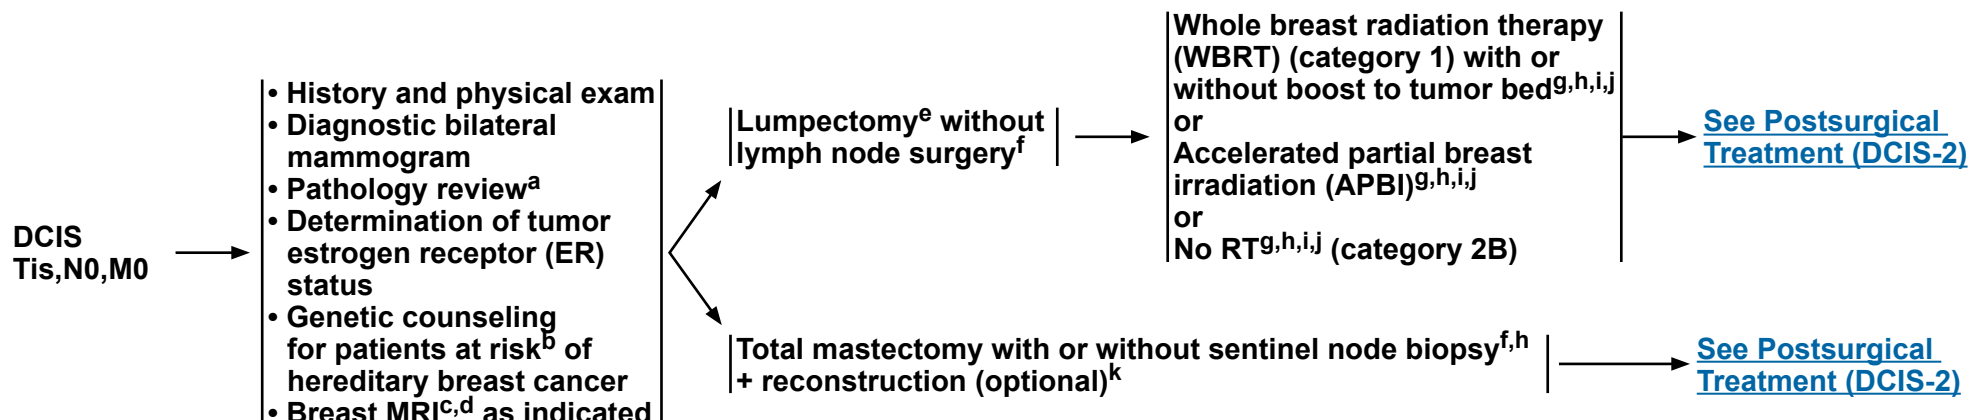 DCIS
Tis,N0,M0
• History and physical exam
• Diagnostic bilateral
mammogram
• Pathology reviewa
• Determination of tumor
estrogen receptor (ER)
status
• Genetic counseling
for patients at riskb of
hereditary breast cancer
• Breast MRIc,d as indicated
Lumpectomye without
lymph node surgeryf
Whole breast radiation therapy
(WBRT) (category 1) with or
without boost to tumor bedg,h,i,j
or
Accelerated partial breast
irradiation (APBI)g,h,i,j
or
No RTg,h,i,j (category 2B)
See Postsurgical
Treatment (DCIS-2)
Total mastectomy with or without sentinel node biopsyf,h
+ reconstruction (optional)k
See Postsurgical
Treatment (DCIS-2)